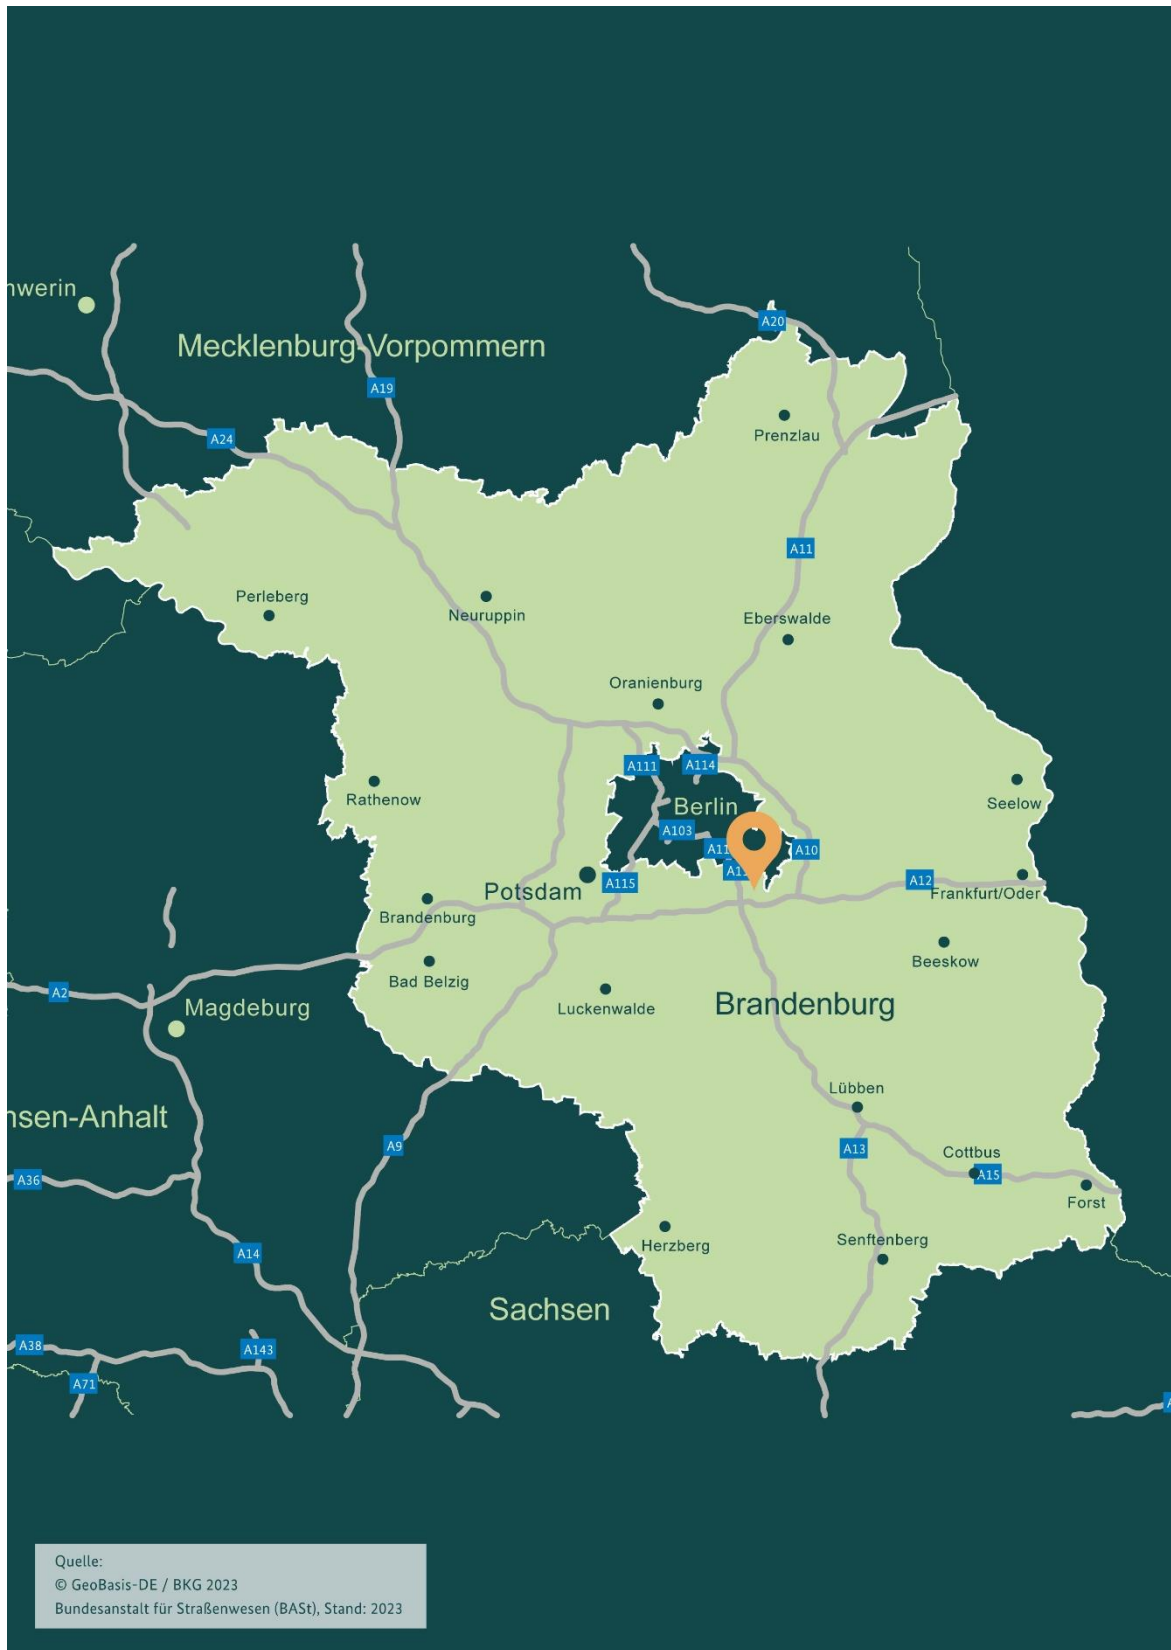 A20
nwerin
Mecklenburg-Vorpommern
A19
A24
Prenzlau
A11
Perleberg
Neuruppin
Eberswalde
Oranienburg
A111
A114
Rathenow
Berlin
Seelow
A103
A10
A115
A12
Potsdam
Frankfurt/Oder
Brandenburg
Beeskow
Bad Belzig
A2
Magdeburg
Luckenwalde
Brandenburg
Lübben
nsen-Anhalt
A9
A13
Cottbus
A15
A36
Forst
Herzberg
Senftenberg
A14
Sachsen
A38
A143
A71
Quelle:
© GeoBasis-DE / BKG 2023
Bundesanstalt für Straßenwesen (BASt), Stand: 2023